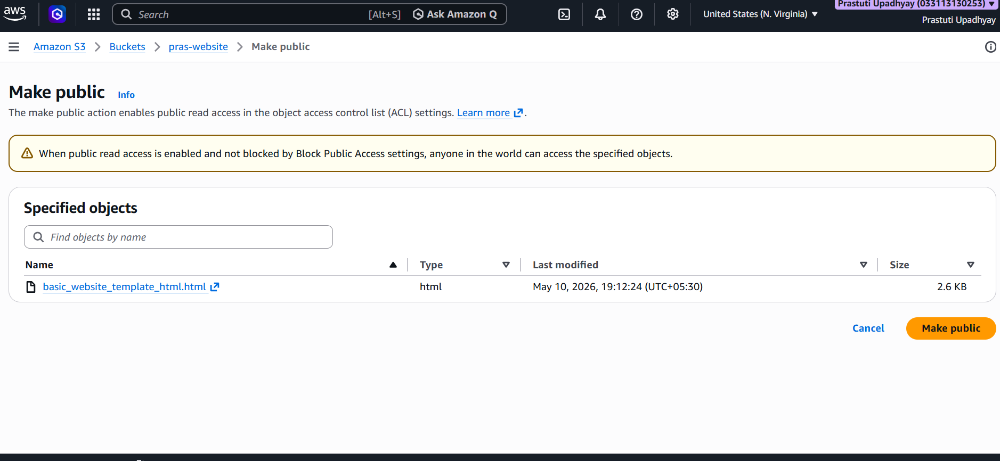 aws
Search [Alt+S] Ask Amazon Q
United States (N. Virginia)
Prastuti Upadhyay (033113130253)
Prastuti Upadhyay
Amazon S3 Buckets pras-website Make public
Make public Info
The make public action enables public read access in the object access control list (ACL) settings. Learn more.
When public read access is enabled and not blocked by Block Public Access settings, anyone in the world can access the specified objects.
Specified objects
Find objects by name
Name Type Last modified Size
basic_website_template_html.html html May 10, 2026, 19:12:24 (UTC+05:30) 2.6 KB
Cancel Make public